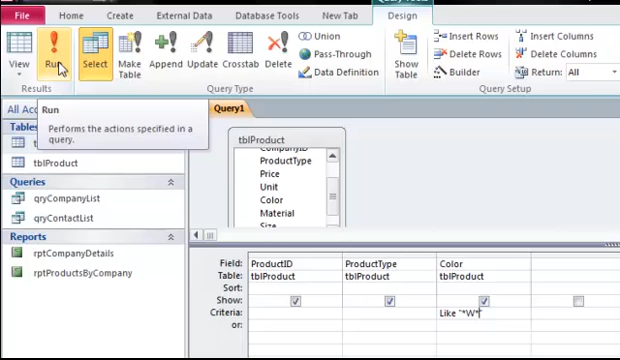 File Home Create External Data Database Tools New Tab Design
View Run Select Make Table Append Update Crosstab Delete
Union
Pass-Through
Data Definition
Show Table
Insert Rows
Delete Rows
Builder
Insert Columns
Delete Columns
Return: All
Results Query Type Query Setup
Run
Performs the actions specified in a
query.
Tables
tblProduct
Queries
qryCompanyList
qryContactList
Reports
rptCompanyDetails
rptProductsByCompany
Query1
tblProduct
CompanyID
ProductType
Price
Unit
Color
Material
Size
Field: ProductID ProductType Color
Table: tblProduct tblProduct tblProduct
Sort:
Show:
Criteria: Like "*W*"
or: